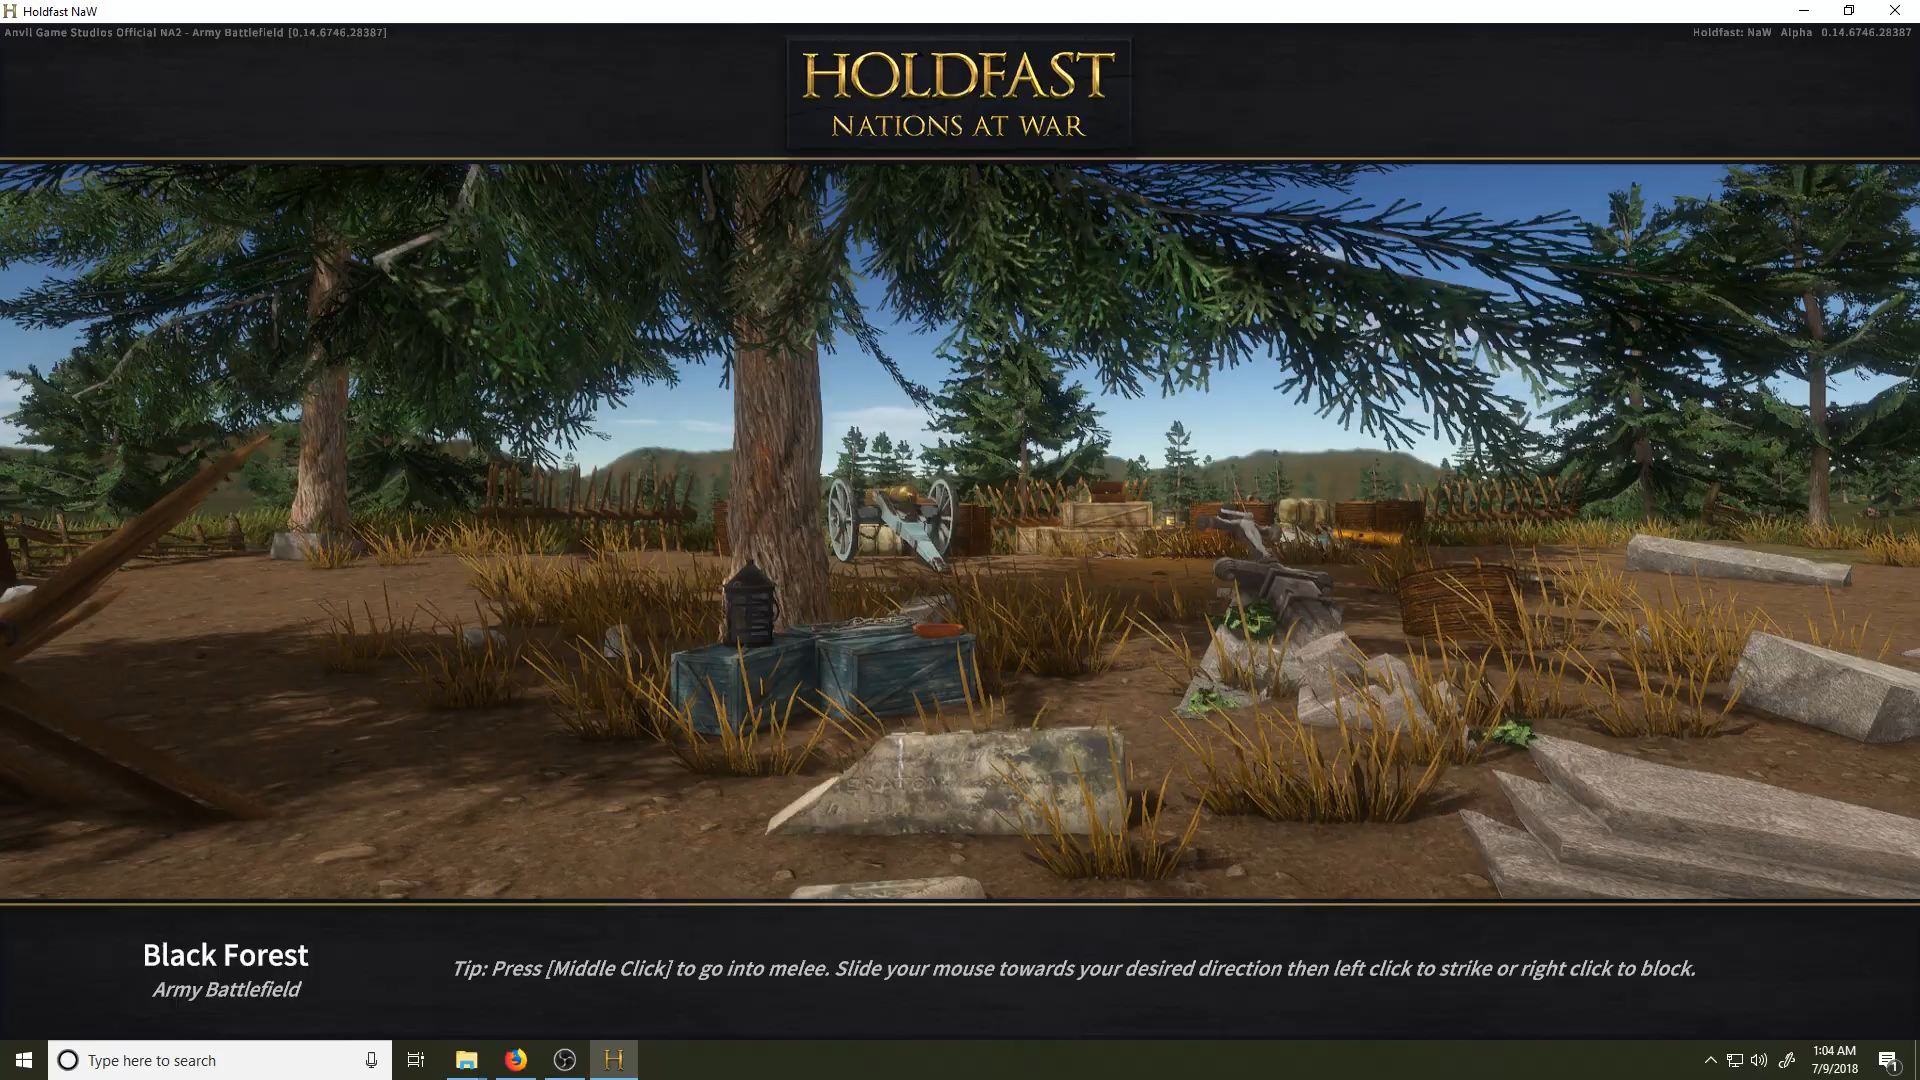 Holdfast NaW
Anvil Game Studios Official NA2 - Army Battlefield [0.14.6746.28387]
Holdfast: NaW Alpha 0.14.6746.28387
HOLDFAST
NATIONS AT WAR
Black Forest
Army Battlefield
Tip: Press [Middle Click] to go into melee. Slide your mouse towards your desired direction then left click to strike or right click to block.
Type here to search
1:04 AM
7/9/2018
1